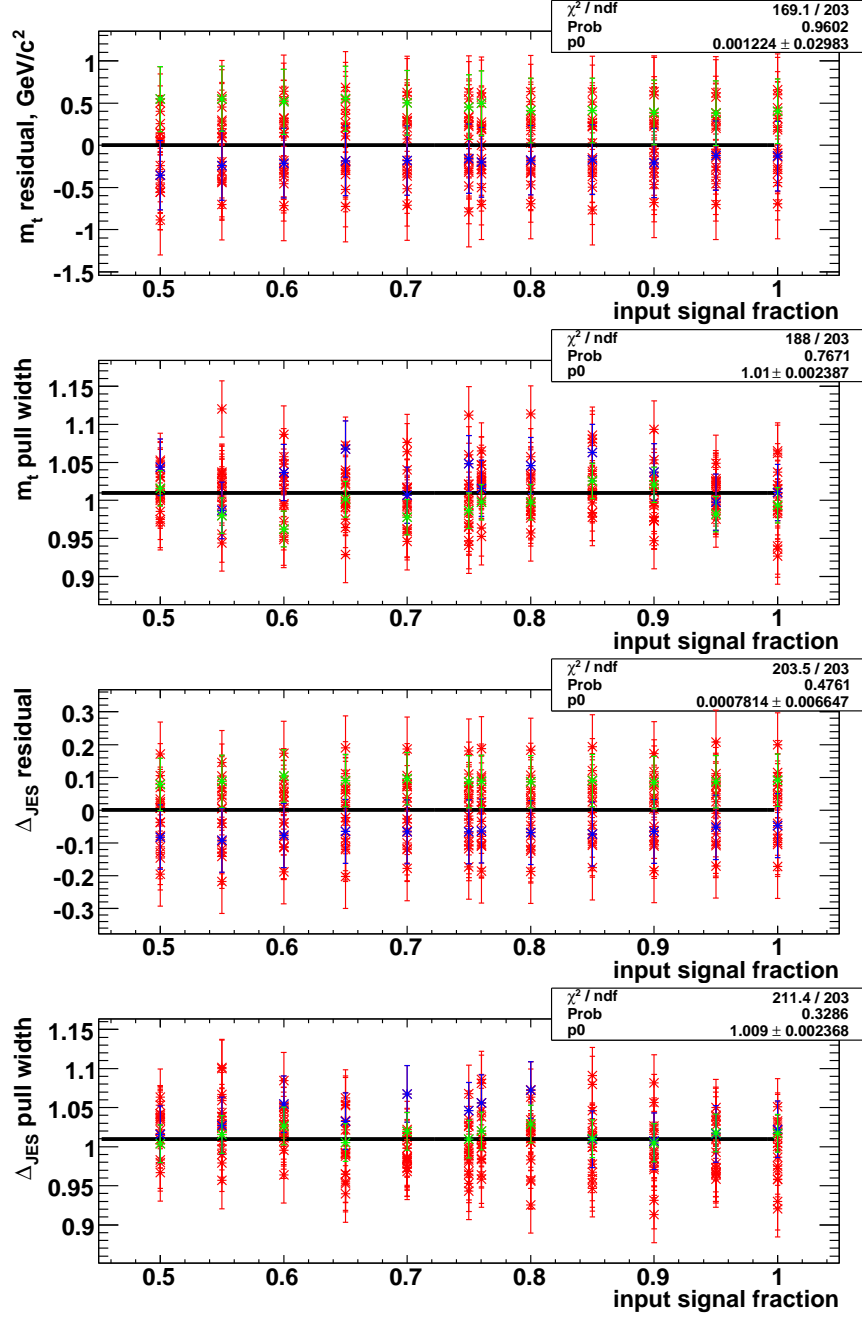 χ² / ndf 169.1 / 203
Prob 0.9602
p0 0.001224 ± 0.02983
m_t residual, GeV/c²
1
0.5
0
-0.5
-1
-1.5
0.5 0.6 0.7 0.8 0.9 1
input signal fraction
χ² / ndf 188 / 203
Prob 0.7671
p0 1.01 ± 0.002387
m_t pull width
1.15
1.1
1.05
1
0.95
0.9
0.5 0.6 0.7 0.8 0.9 1
input signal fraction
χ² / ndf 203.5 / 203
Prob 0.4761
p0 0.0007814 ± 0.006647
Δ_JES residual
0.3
0.2
0.1
0
-0.1
-0.2
-0.3
0.5 0.6 0.7 0.8 0.9 1
input signal fraction
χ² / ndf 211.4 / 203
Prob 0.3286
p0 1.009 ± 0.002368
Δ_JES pull width
1.15
1.1
1.05
1
0.95
0.9
0.5 0.6 0.7 0.8 0.9 1
input signal fraction